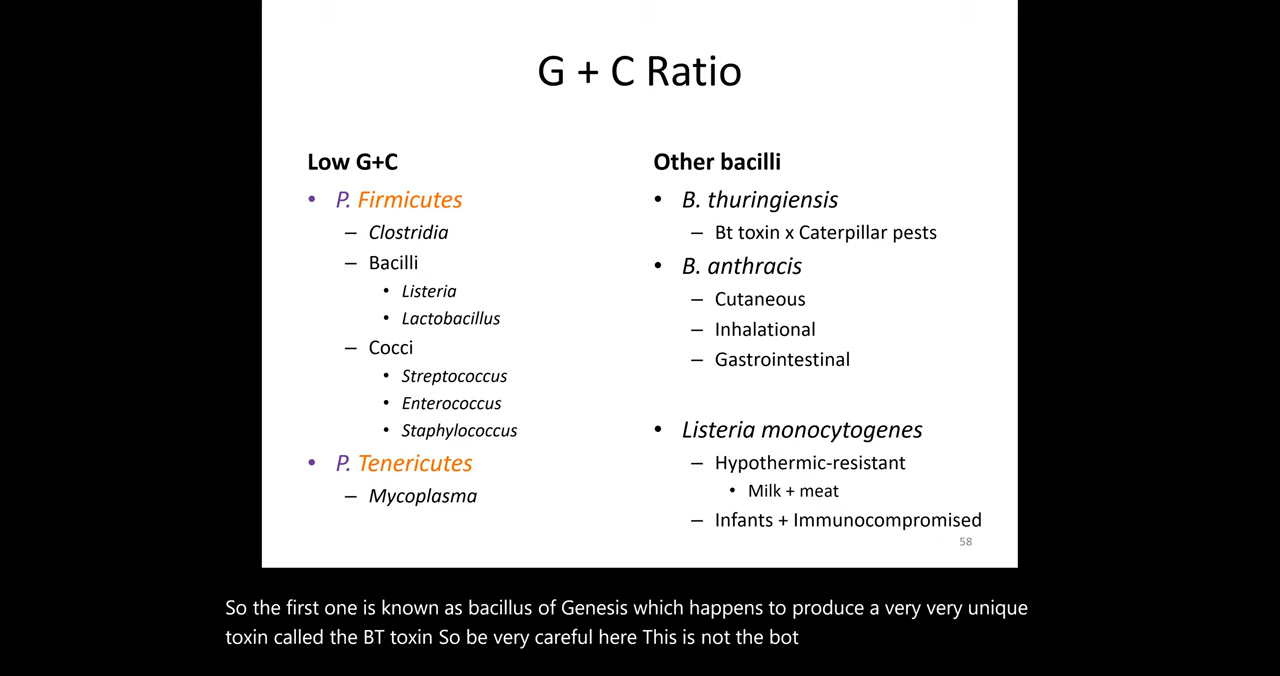 G + C Ratio
Low G+C
• P. Firmicutes
– Clostridia
– Bacilli
• Listeria
• Lactobacillus
– Cocci
• Streptococcus
• Enterococcus
• Staphylococcus
• P. Tenericutes
– Mycoplasma
Other bacilli
• B. thuringiensis
– Bt toxin x Caterpillar pests
• B. anthracis
– Cutaneous
– Inhalational
– Gastrointestinal
• Listeria monocytogenes
– Hypothermic-resistant
• Milk + meat
– Infants + Immunocompromised
58
So the first one is known as bacillus of Genesis which happens to produce a very very unique
toxin called the BT toxin So be very careful here This is not the bot